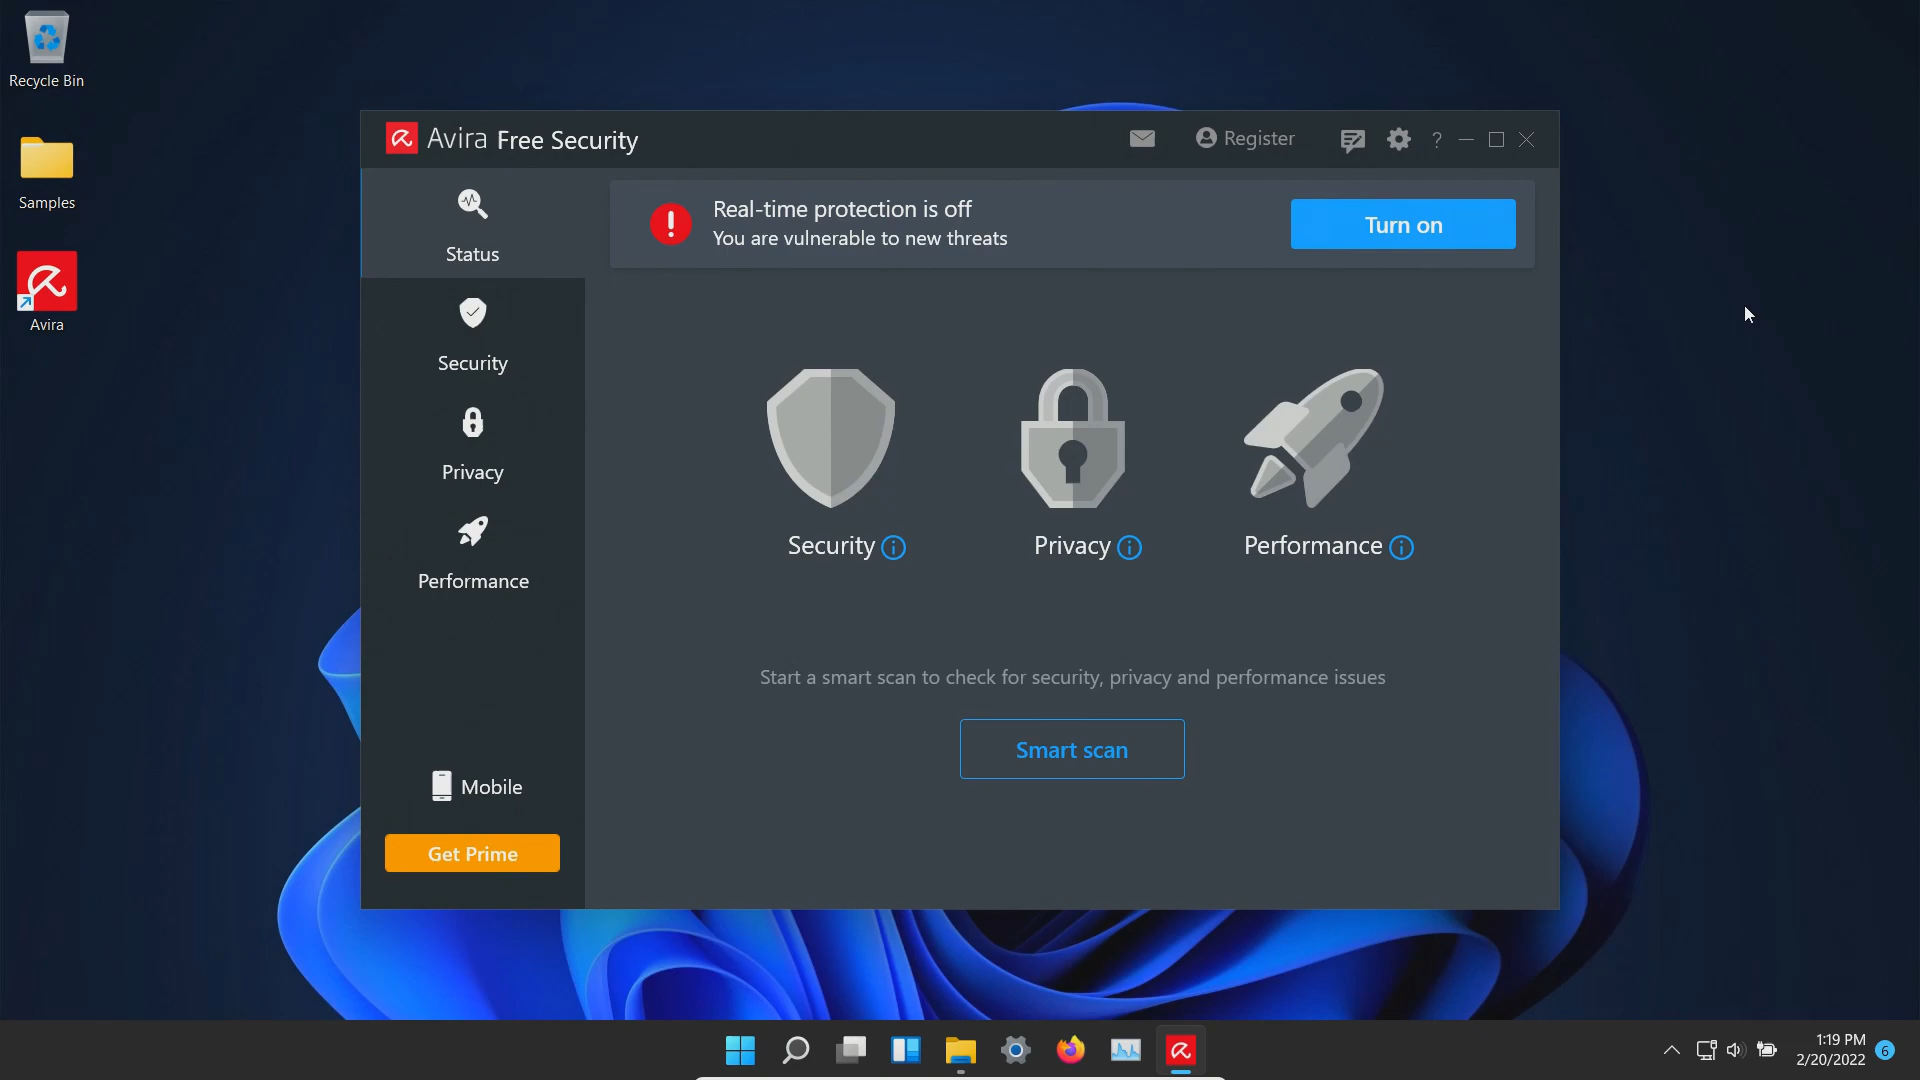 Recycle Bin
Samples
Avira
Avira Free Security
Register
?
Status
Security
Privacy
Performance
Mobile
Get Prime
Real-time protection is off
You are vulnerable to new threats
Turn on
Security
Privacy
Performance
Start a smart scan to check for security, privacy and performance issues
Smart scan
1:19 PM
2/20/2022
6